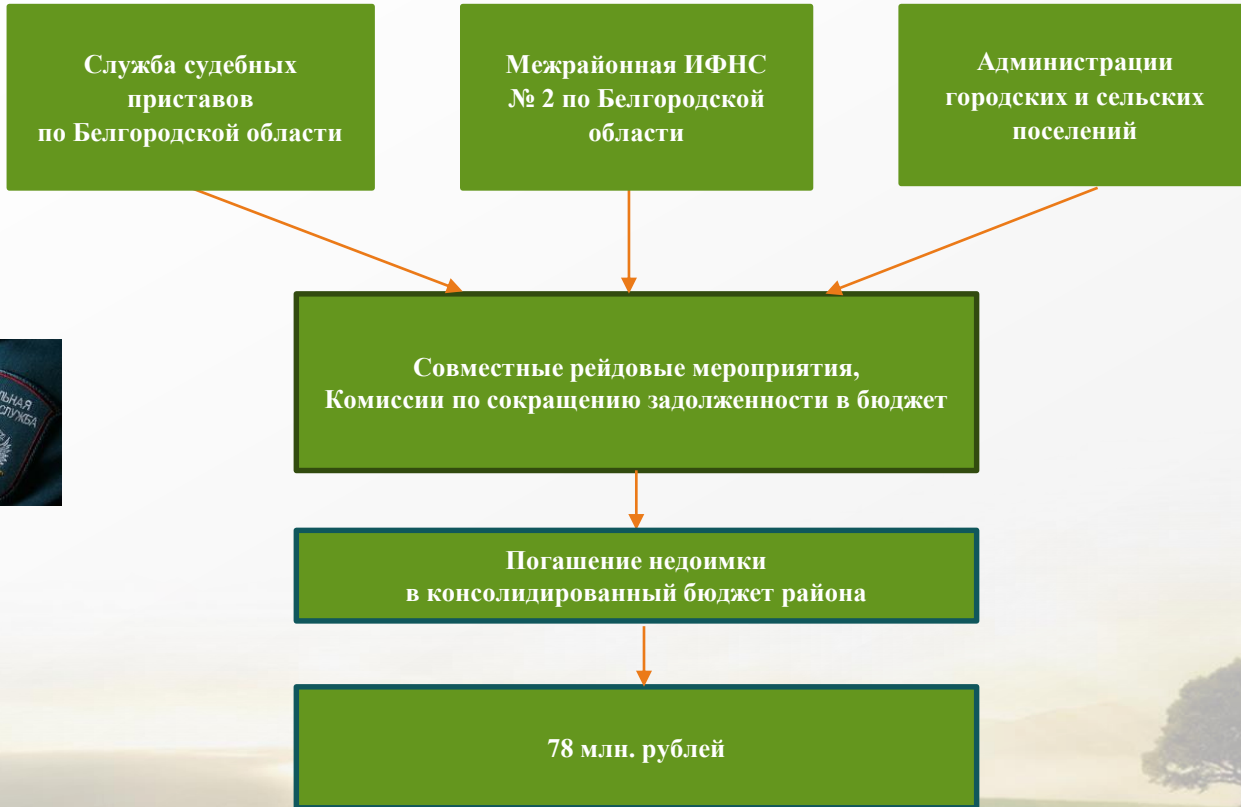 Служба судебных
приставов
по Белгородской области
Межрайонная ИФНС
№ 2 по Белгородской
области
Администрации
городских и сельских
поселений
Совместные рейдовые мероприятия,
Комиссии по сокращению задолженности в бюджет
Погашение недоимки
в консолидированный бюджет района
78 млн. рублей